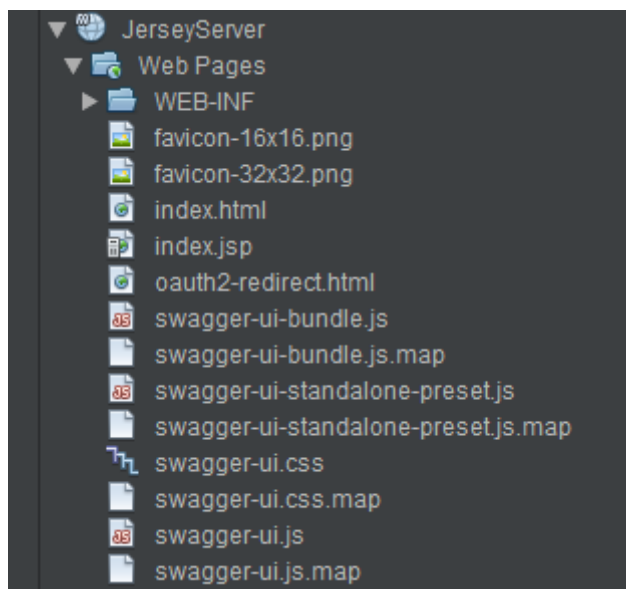 JerseyServer
Web Pages
WEB-INF
favicon-16x16.png
favicon-32x32.png
index.html
index.jsp
oauth2-redirect.html
swagger-ui-bundle.js
swagger-ui-bundle.js.map
swagger-ui-standalone-preset.js
swagger-ui-standalone-preset.js.map
swagger-ui.css
swagger-ui.css.map
swagger-ui.js
swagger-ui.js.map